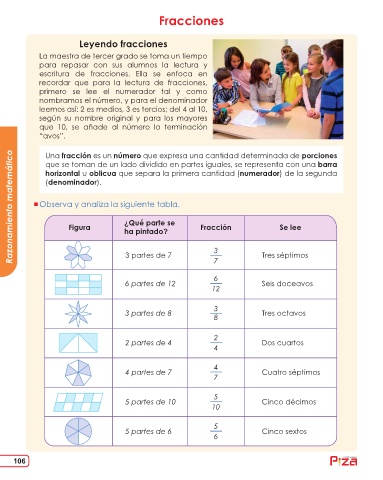 Fracciones
Leyendo fracciones
La maestra de tercer grado se toma un tiempo
para repasar con sus alumnos la lectura y
escritura de fracciones. Ella se enfoca en
recordar que para la lectura de fracciones,
primero se lee el numerador tal y como
nombramos el número, y para el denominador
leemos así: 2 es medios, 3 es tercios; del 4 al 10,
según su nombre original y para los mayores
que 10, se añade al número la terminación
“avos”.
Una fracción es un número que expresa una cantidad determinada de porciones
que se toman de un lado dividido en partes iguales, se representa con una barra
horizontal u oblicua que separa la primera cantidad (numerador) de la segunda
(denominador).
Razonamiento matemático
Observa y analiza la siguiente tabla.
Figura
¿Qué parte se
ha pintado?
Fracción
Se lee
3 partes de 7
3
7
Tres séptimos
6 partes de 12
6
12
Seis doceavos
3 partes de 8
3
8
Tres octavos
2 partes de 4
2
4
Dos cuartos
4 partes de 7
4
7
Cuatro séptimos
5 partes de 10
5
10
Cinco décimos
5 partes de 6
5
6
Cinco sextos
106